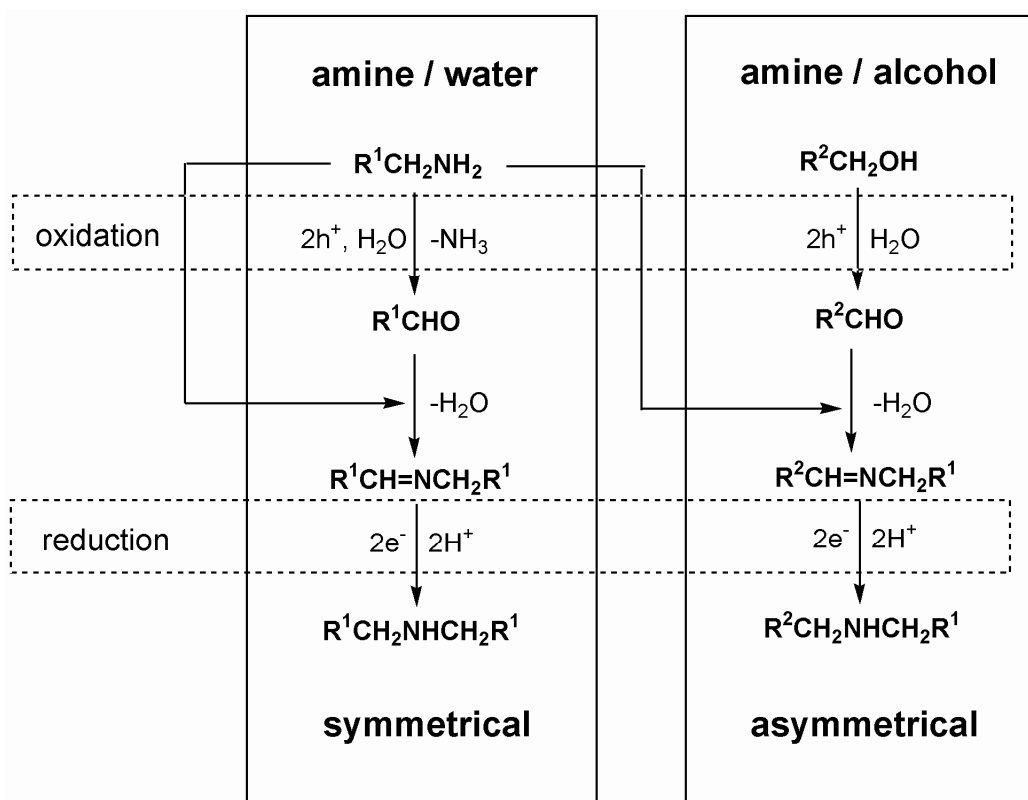 amine / water
amine / alcohol
R¹CH₂NH₂
R²CH₂OH
oxidation
2h⁺, H₂O
-NH₃
2h⁺
H₂O
R¹CHO
R²CHO
-H₂O
-H₂O
R¹CH=NCH₂R¹
R²CH=NCH₂R¹
reduction
2e⁻
2H⁺
2e⁻
2H⁺
R¹CH₂NHCH₂R¹
R²CH₂NHCH₂R¹
symmetrical
asymmetrical